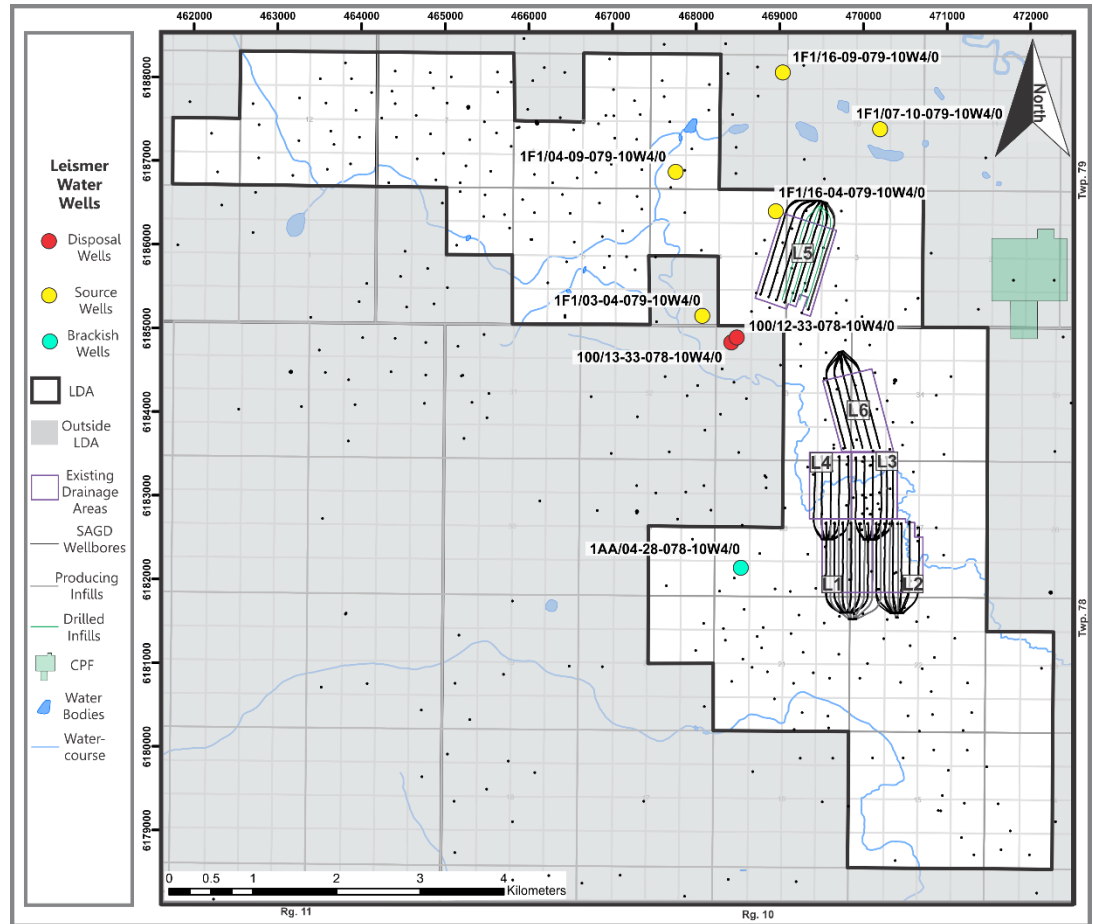 462000 463000 464000 465000 466000 467000 468000 469000 470000 471000 472000
Leismer
Water
Wells
Disposal
Wells
Source
Wells
Brackish
Wells
LDA
Outside
LDA
Existing
Drainage
Areas
SAGD
Wellbores
Producing
Infills
Drilled
Infills
CPF
Water
Bodies
Water-
course
6188000
6187000
6186000
6185000
6184000
6183000
6182000
6181000
6180000
6179000
1F1/16-09-079-10W4/0
North
1F1/07-10-079-10W4/0
1F1/04-09-079-10W4/0
1F1/16-04-079-10W4/0
Twp. 79
L5
1F1/03-04-079-10W4/0
100/12-33-078-10W4/0
100/13-33-078-10W4/0
L6
L4 L3
1AA/04-28-078-10W4/0
L1 L2
Twp. 78
0 0.5 1 2 3 4
Kilometers
Rg. 11 Rg. 10